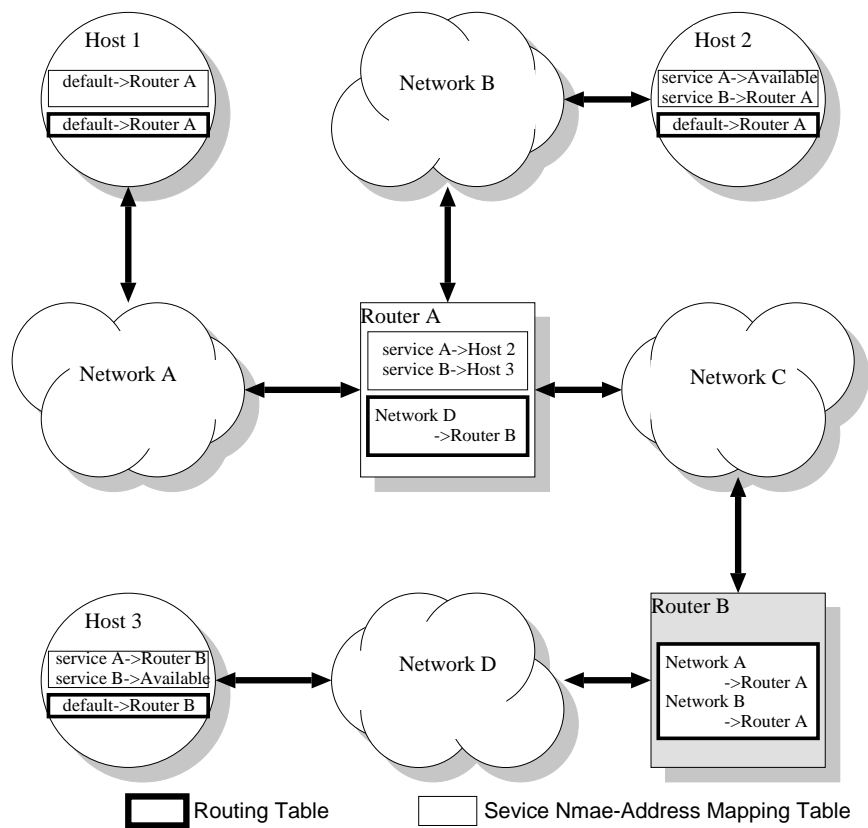 Host 1
default->Router A
default->Router A
Network B
Host 2
service A->Available
service B->Router A
default->Router A
Network A
Router A
service A->Host 2
service B->Host 3
Network D
->Router B
Network C
Host 3
service A->Router B
service B->Available
default->Router B
Network D
Router B
Network A
->Router A
Network B
->Router A
Routing Table
Sevice Nmae-Address Mapping Table